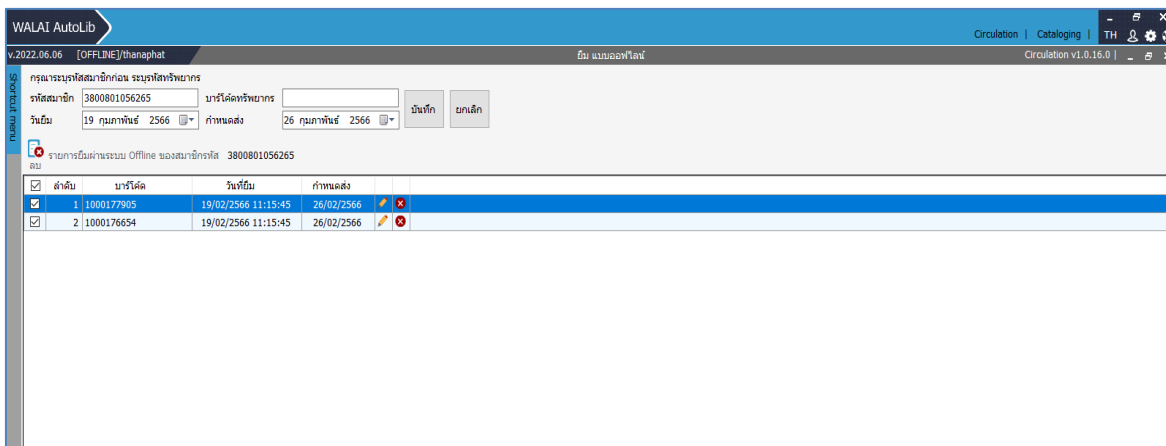 WALAI AutoLib
Circulation | Cataloging | TH
v.2022.06.06 [OFFLINE]/thanaphat ยืม แบบออฟไลน์ Circulation v1.0.16.0 |
Shortcut menu
กรุณาระบุรหัสสมาชิกก่อน ระบุรหัสทรัพยากร
รหัสสมาชิก 3800801056265 บาร์โค้ดทรัพยากร บันทึก ยกเลิก
วันยืม 19 กุมภาพันธ์ 2566 กำหนดส่ง 26 กุมภาพันธ์ 2566
ลบ รายการยืมผ่านระบบ Offline ของสมาชิกรหัส 3800801056265
ลำดับ บาร์โค้ด วันที่ยืม กำหนดส่ง
1 1000177905 19/02/2566 11:15:45 26/02/2566
2 1000176654 19/02/2566 11:15:45 26/02/2566